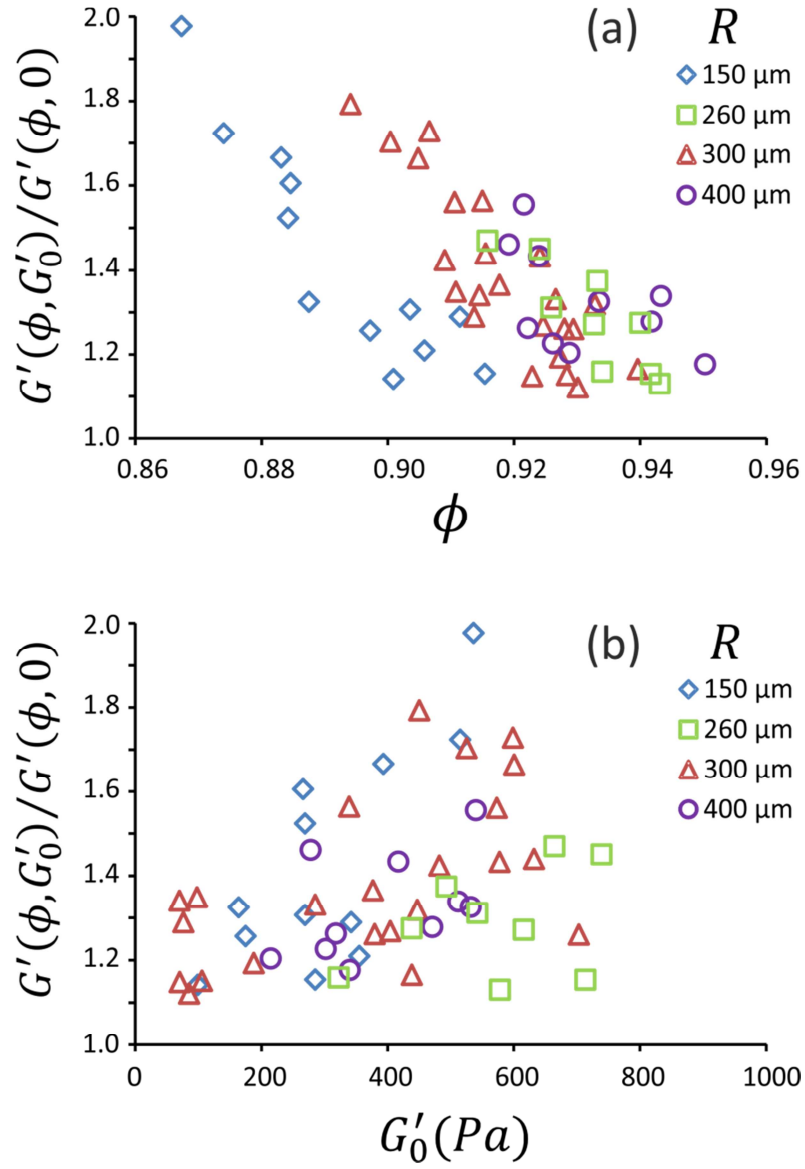 2.0
(a)
R
1.8
1.6
1.4
1.2
1.0
150 µm
260 µm
300 µm
400 µm
G′(ϕ, G′₀)/G′(ϕ, 0)
0.86 0.88 0.90 0.92 0.94 0.96
ϕ
2.0
(b)
R
1.8
1.6
1.4
1.2
1.0
150 µm
260 µm
300 µm
400 µm
G′(ϕ, G′₀)/G′(ϕ, 0)
0 200 400 600 800 1000
G′₀(Pa)